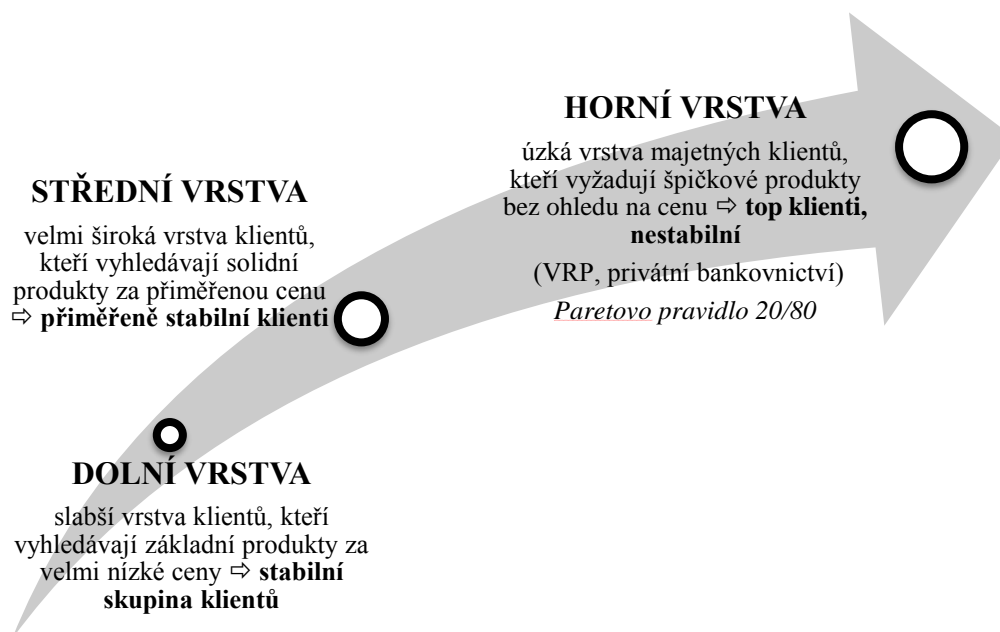 HORNÍ VRSTVA
úzká vrstva majetných klientů,
kteří vyžadují špičkové produkty
bez ohledu na cenu ⇨ top klienti,
nestabilní
(VRP, privátní bankovnictví)
Paretovo pravidlo 20/80
STŘEDNÍ VRSTVA
velmi široká vrstva klientů,
kteří vyhledávají solidní
produkty za přiměřenou cenu
⇨ přiměřeně stabilní klienti
DOLNÍ VRSTVA
slabší vrstva klientů, kteří
vyhledávají základní produkty za
velmi nízké ceny ⇨ stabilní
skupina klientů